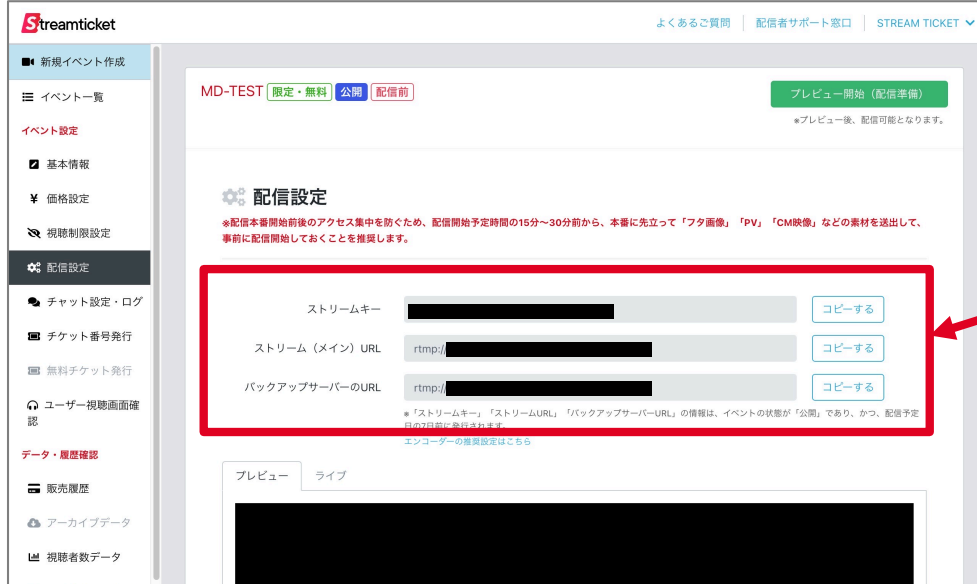 Streamticket
よくあるご質問
配信者サポート窓口
STREAM TICKET
新規イベント作成
イベント一覧
イベント設定
基本情報
価格設定
視聴制限設定
配信設定
チャット設定・ログ
チケット番号発行
無料チケット発行
ユーザー視聴画面確
認
データ・履歴確認
販売履歴
アーカイブデータ
視聴者数データ
MD-TEST 限定・無料 公開 配信前
プレビュー開始（配信準備）
※プレビュー後、配信可能となります。
配信設定
※配信本番開始前後のアクセス集中を防ぐため、配信開始予定時間の15分〜30分前から、本番に先立って「フタ画像」「PV」「CM映像」などの素材を送出して、
事前に配信開始しておくことを推奨します。
ストリームキー
コピーする
ストリーム（メイン）URL
rtmp://
コピーする
バックアップサーバーのURL
rtmp://
コピーする
※「ストリームキー」「ストリームURL」「バックアップサーバーURL」の情報は、イベントの状態が「公開」であり、かつ、配信予定
日の7日前に発行されます。
エンコーダーの推奨設定はこちら
プレビュー
ライブ